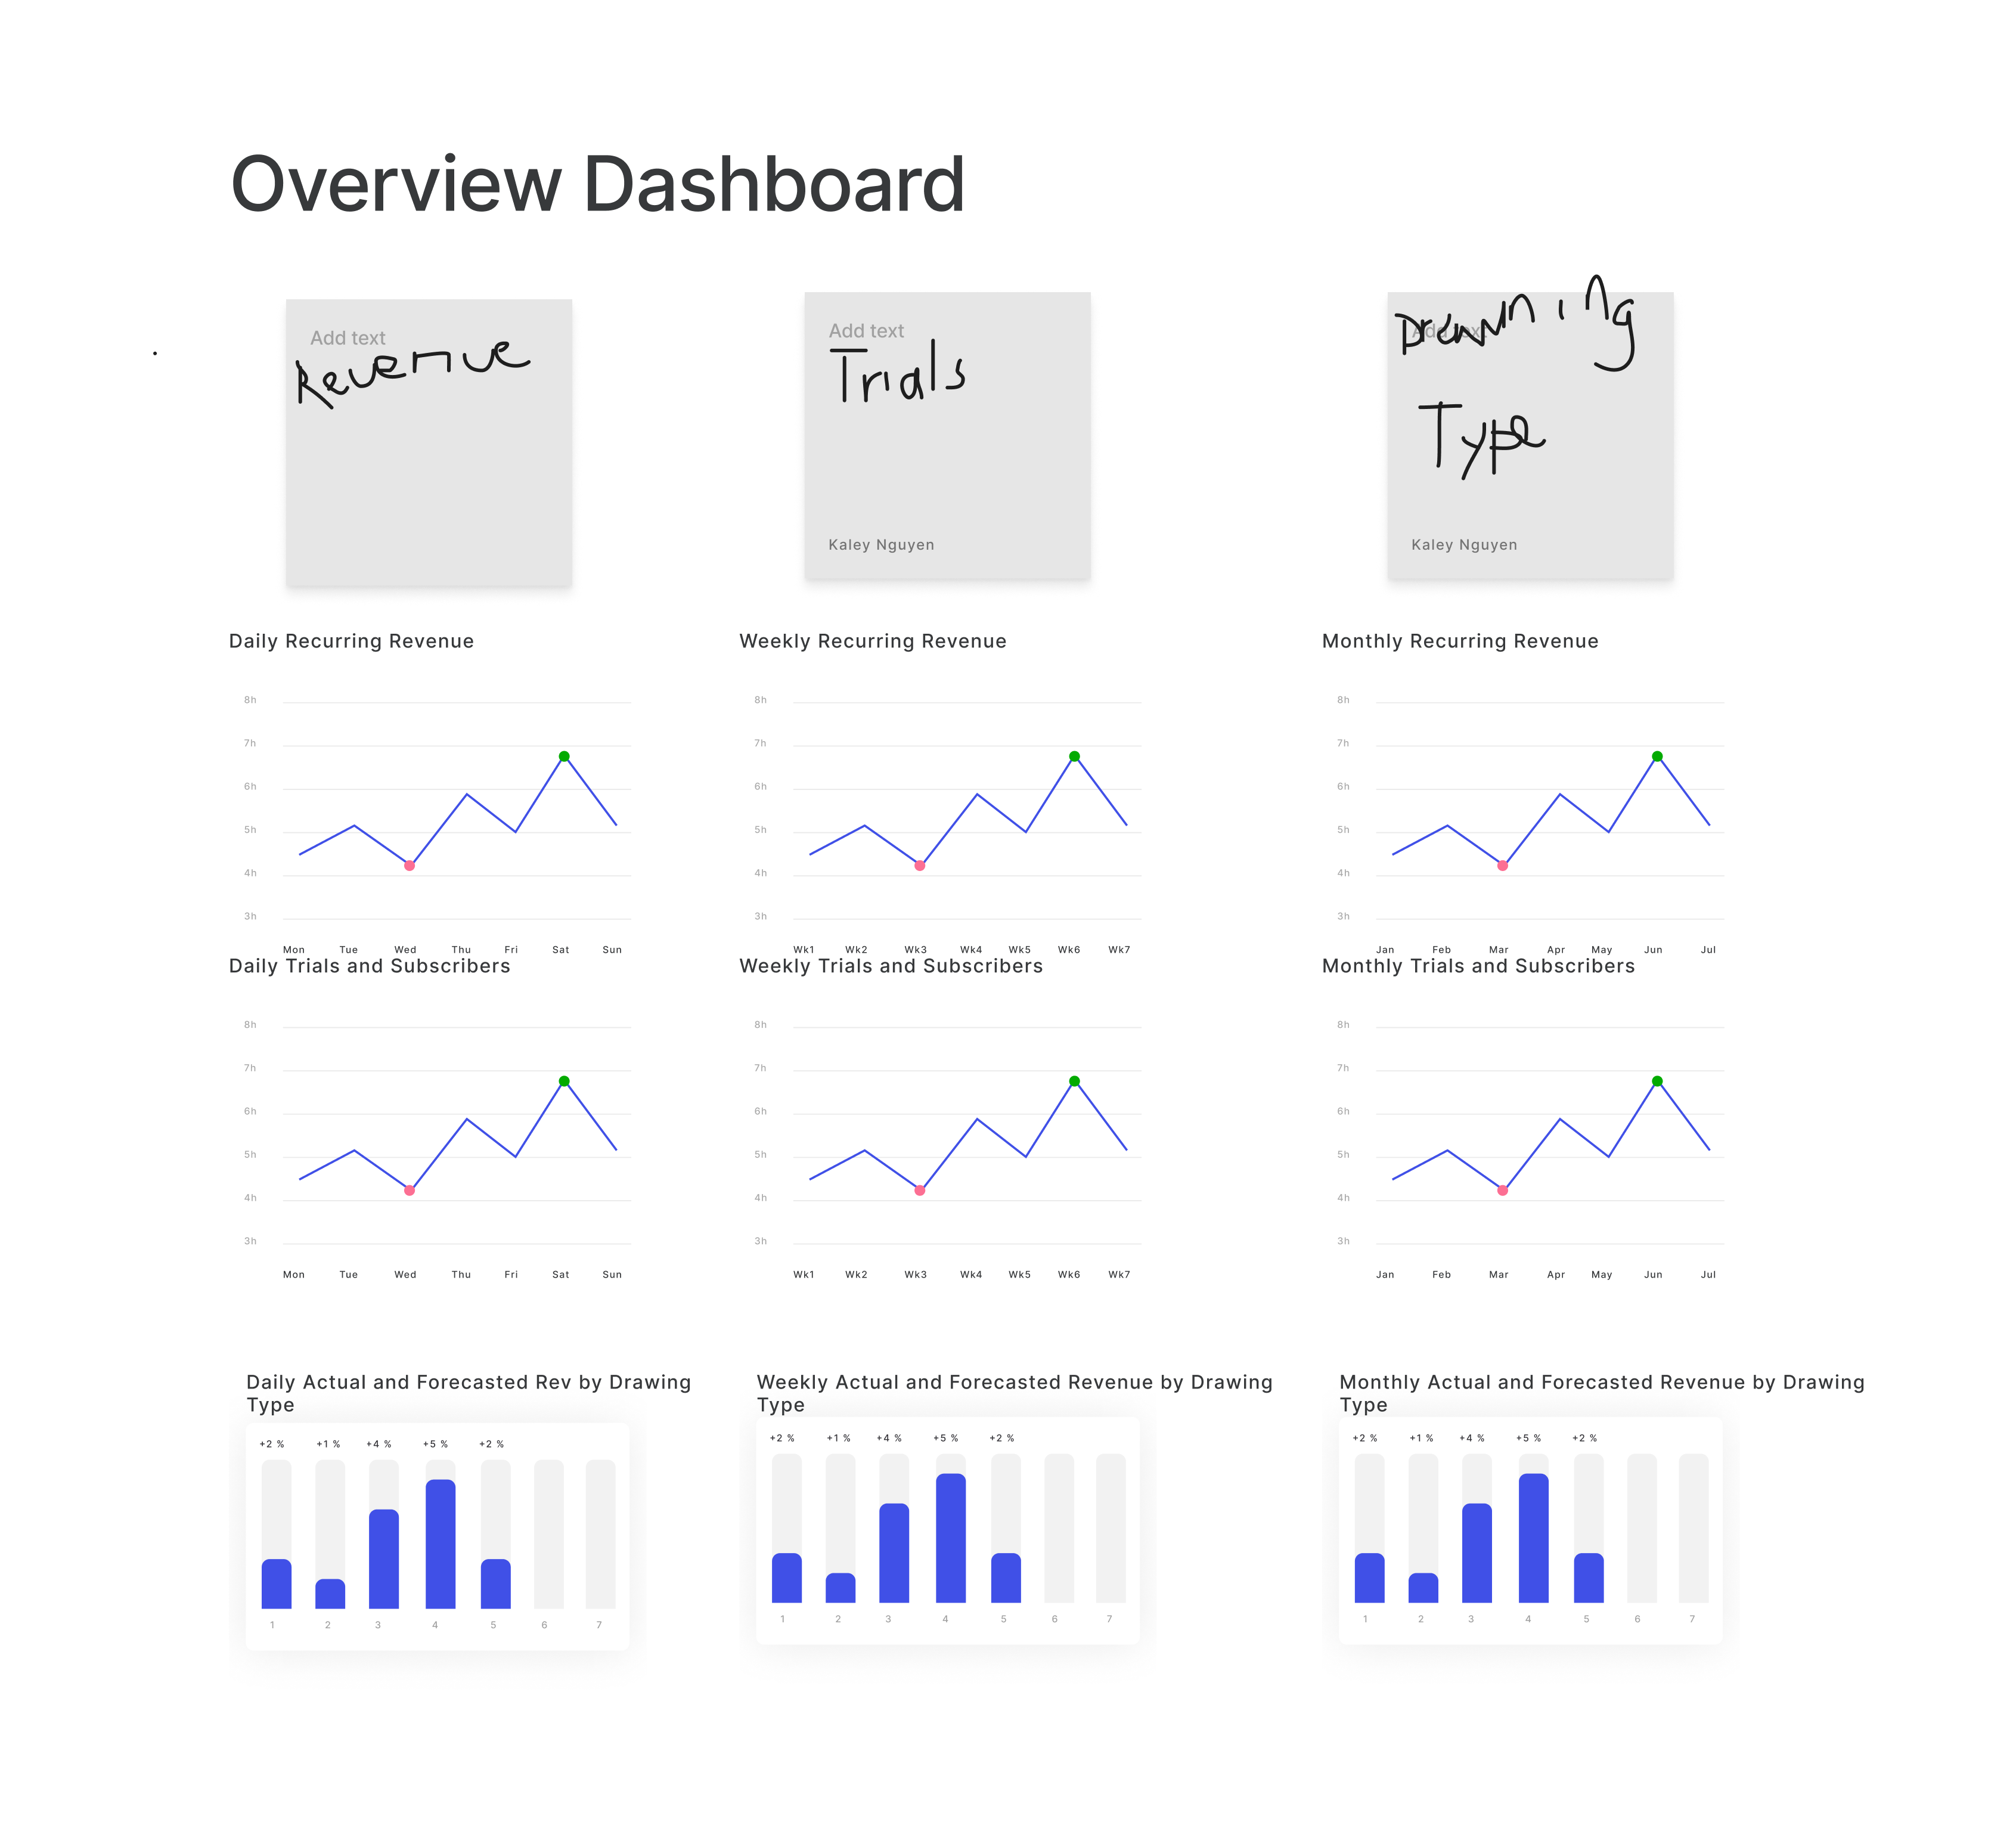 Overview Dashboard
Add text
Revenue
Add text
Trials
Kaley Nguyen
Drawning
Add text
Type
Kaley Nguyen
Daily Recurring Revenue
8h
7h
6h
5h
4h
3h
Mon Tue Wed Thu Fri Sat Sun
Weekly Recurring Revenue
8h
7h
6h
5h
4h
3h
Wk1 Wk2 Wk3 Wk4 Wk5 Wk6 Wk7
Monthly Recurring Revenue
8h
7h
6h
5h
4h
3h
Jan Feb Mar Apr May Jun Jul
Daily Trials and Subscribers
8h
7h
6h
5h
4h
3h
Mon Tue Wed Thu Fri Sat Sun
Weekly Trials and Subscribers
8h
7h
6h
5h
4h
3h
Wk1 Wk2 Wk3 Wk4 Wk5 Wk6 Wk7
Monthly Trials and Subscribers
8h
7h
6h
5h
4h
3h
Jan Feb Mar Apr May Jun Jul
Daily Actual and Forecasted Rev by Drawing
Type
+2 % +1 % +4 % +5 % +2 %
1 2 3 4 5 6 7
Weekly Actual and Forecasted Revenue by Drawing
Type
+2 % +1 % +4 % +5 % +2 %
1 2 3 4 5 6 7
Monthly Actual and Forecasted Revenue by Drawing
Type
+2 % +1 % +4 % +5 % +2 %
1 2 3 4 5 6 7